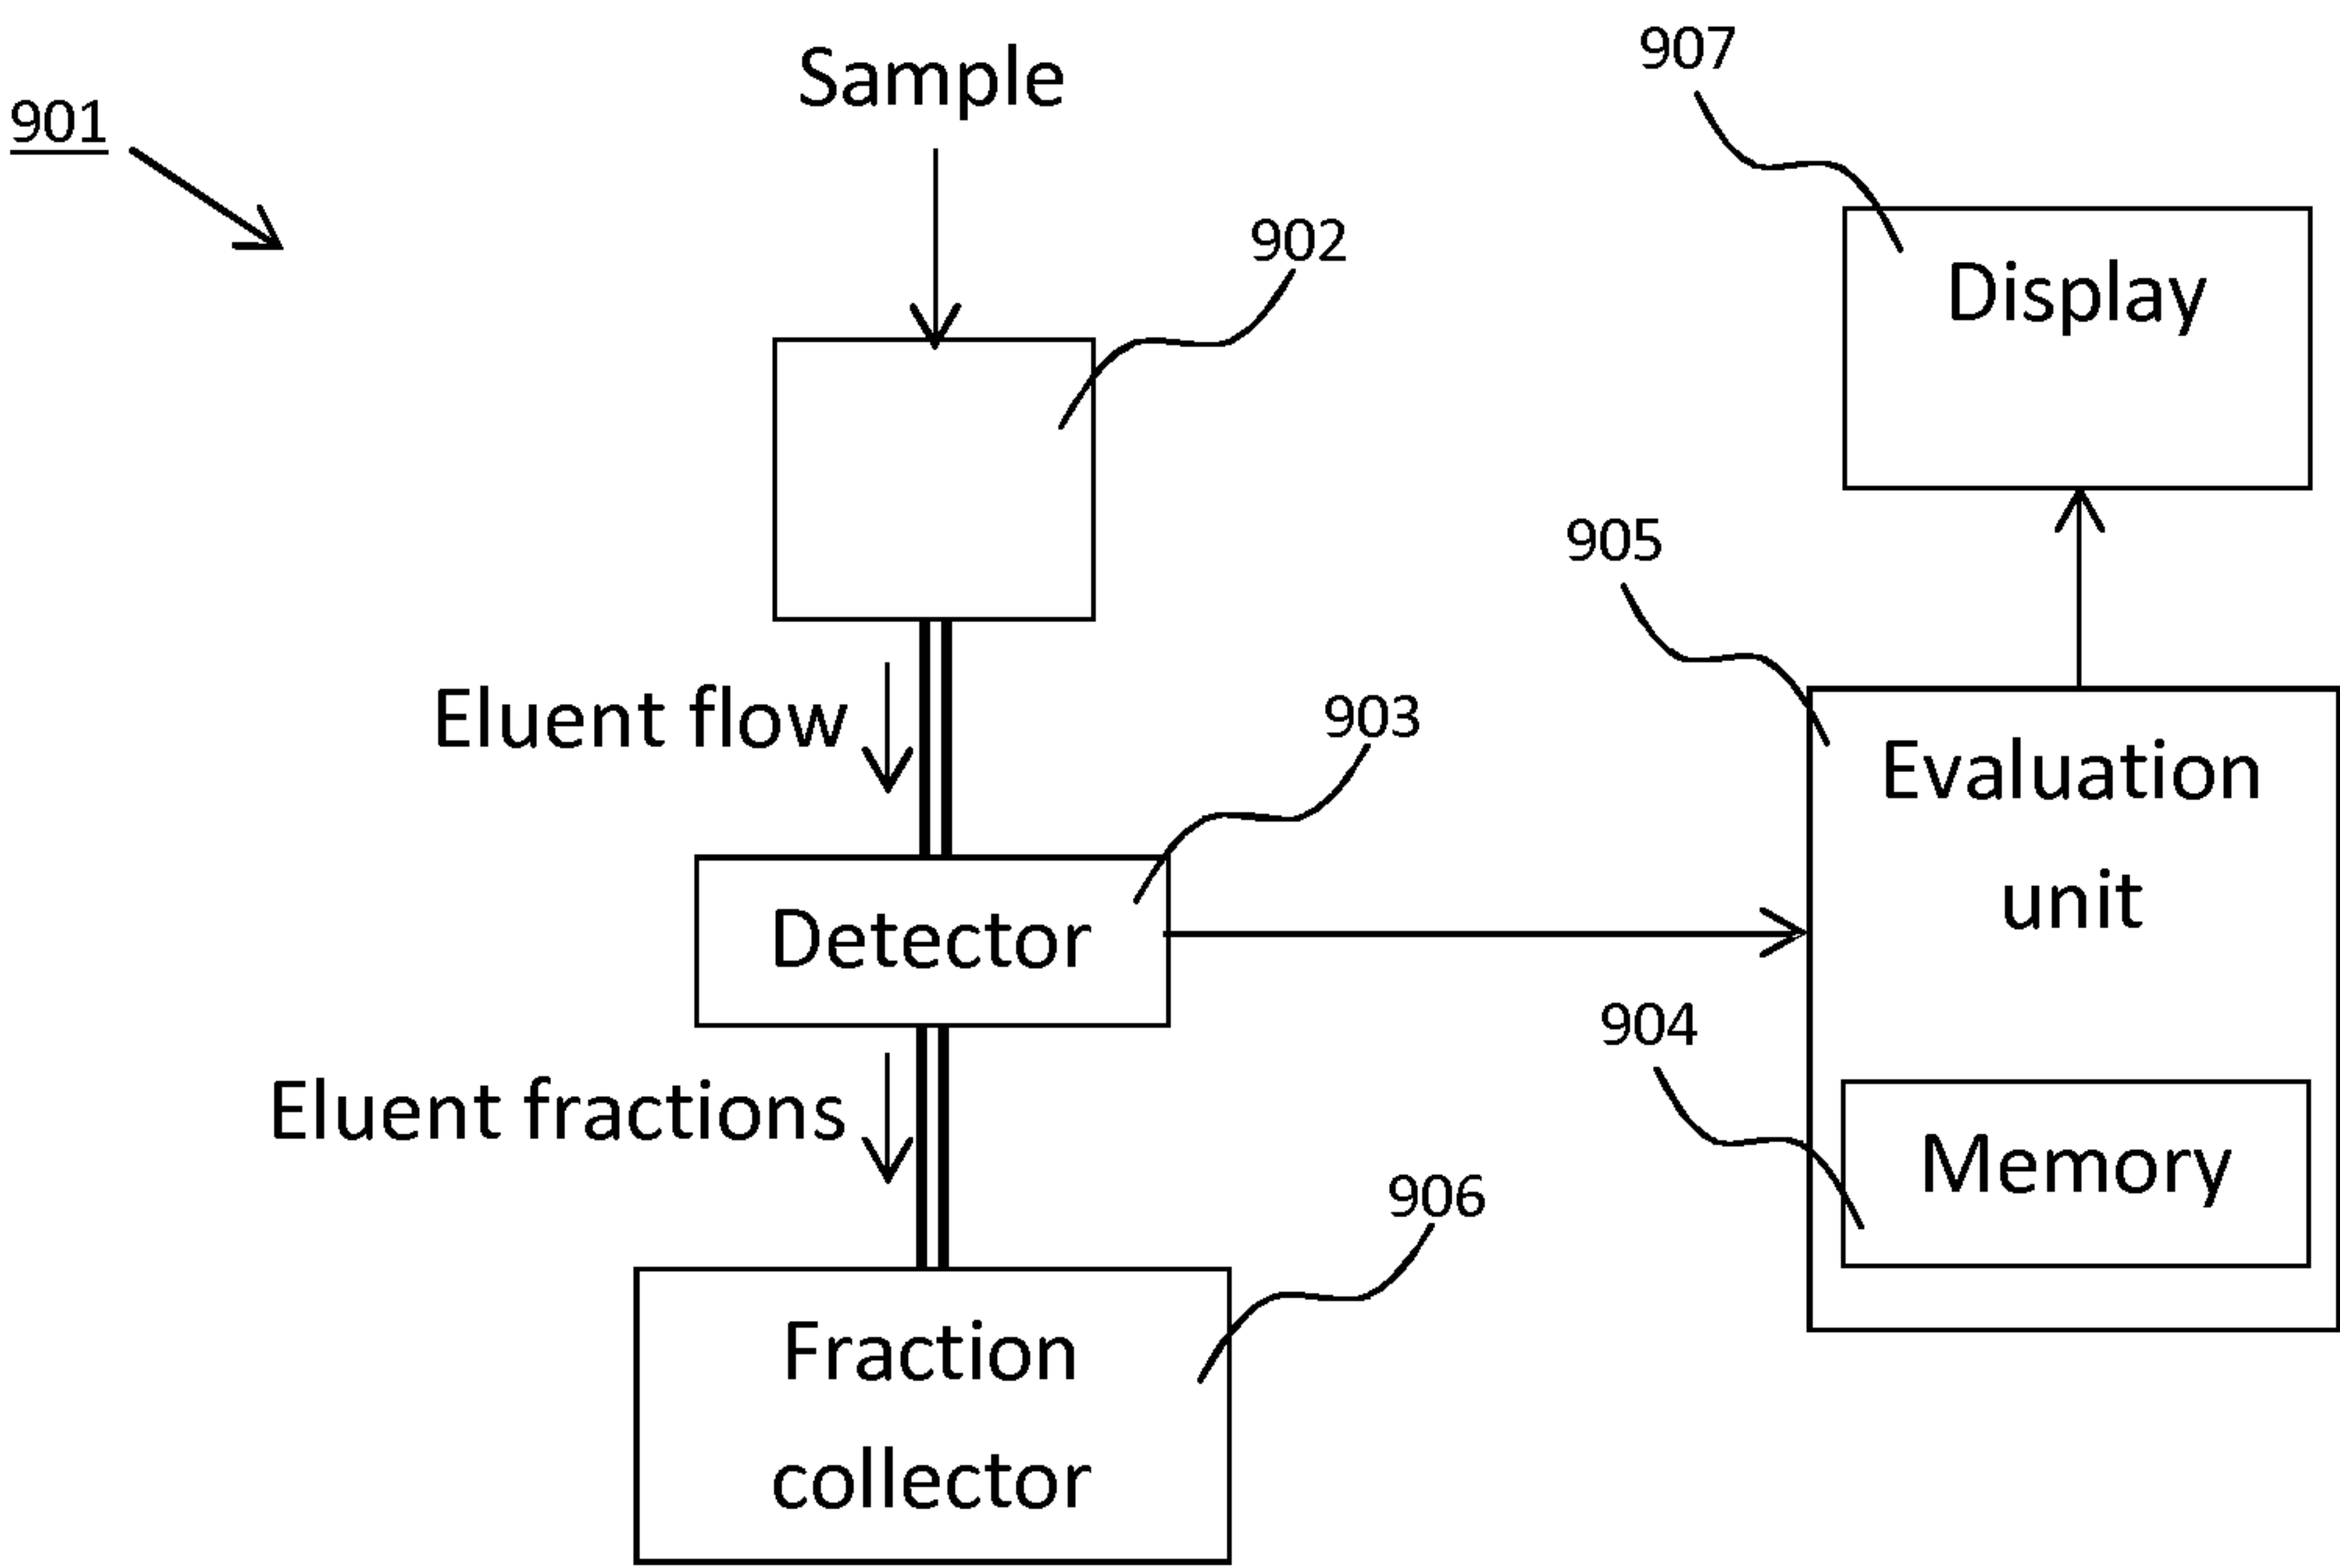 907
Sample
901
902
Display
905
Eluent flow
903
Evaluation
unit
Detector
904
Eluent fractions
Memory
906
Fraction
collector